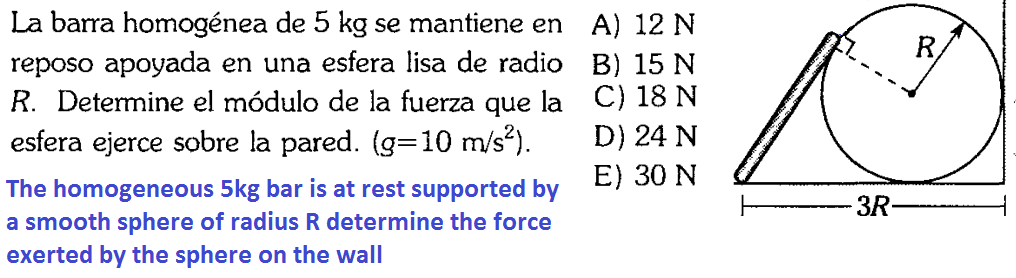 La barra homogénea de 5 kg se mantiene en
reposo apoyada en una esfera lisa de radio
R. Determine el módulo de la fuerza que la
esfera ejerce sobre la pared. (g=10 m/s²).
The homogeneous 5kg bar is at rest supported by
a smooth sphere of radius R determine the force
exerted by the sphere on the wall
A) 12 N
B) 15 N
C) 18 N
D) 24 N
E) 30 N
R
3R